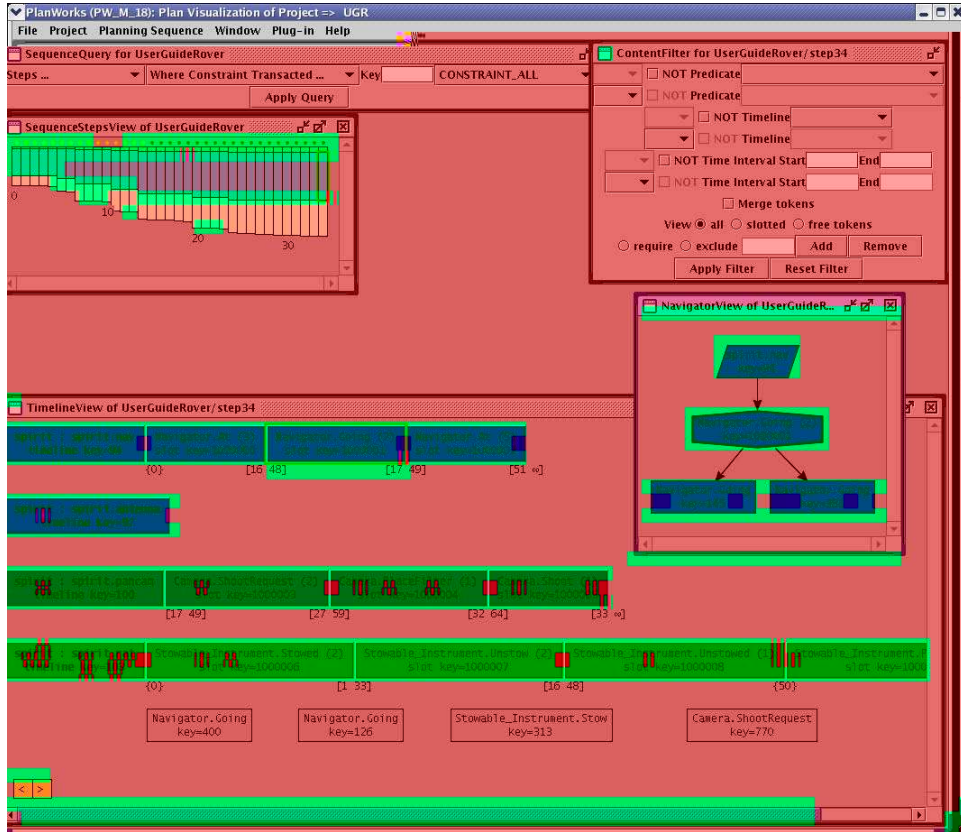 PlanWorks (PW_M_18): Plan Visualization of Project => UGR
File Project Planning Sequence Window Plug-in Help
SequenceQuery for UserGuideRover
Steps ... Where Constraint Transacted ... Key CONSTRAINT_ALL
Apply Query
ContentFilter for UserGuideRover/step34
NOT Predicate
NOT Predicate
NOT Timeline
NOT Timeline
NOT Time Interval Start End
NOT Time Interval Start End
Merge tokens
View all slotted free tokens
require exclude Add Remove
Apply Filter Reset Filter
SequenceStepsView of UserGuideRover
0
10
20
30
NavigatorView of UserGuideR...
Navigator.Going
TimelineView of UserGuideRover/step34
{0} [16 48] [17 49] [51 ∞]
[17 49] [27 59] [32 64] [33 ∞]
Stowable_Instrument.Unstow (2)
slot key=1000006 slot key=1000007 slot key=1000008
{0} [1 33] [16 48] {50}
Navigator.Going Navigator.Going Stowable_Instrument.Stow Camera.ShootRequest
key=400 key=126 key=313 key=770
< >